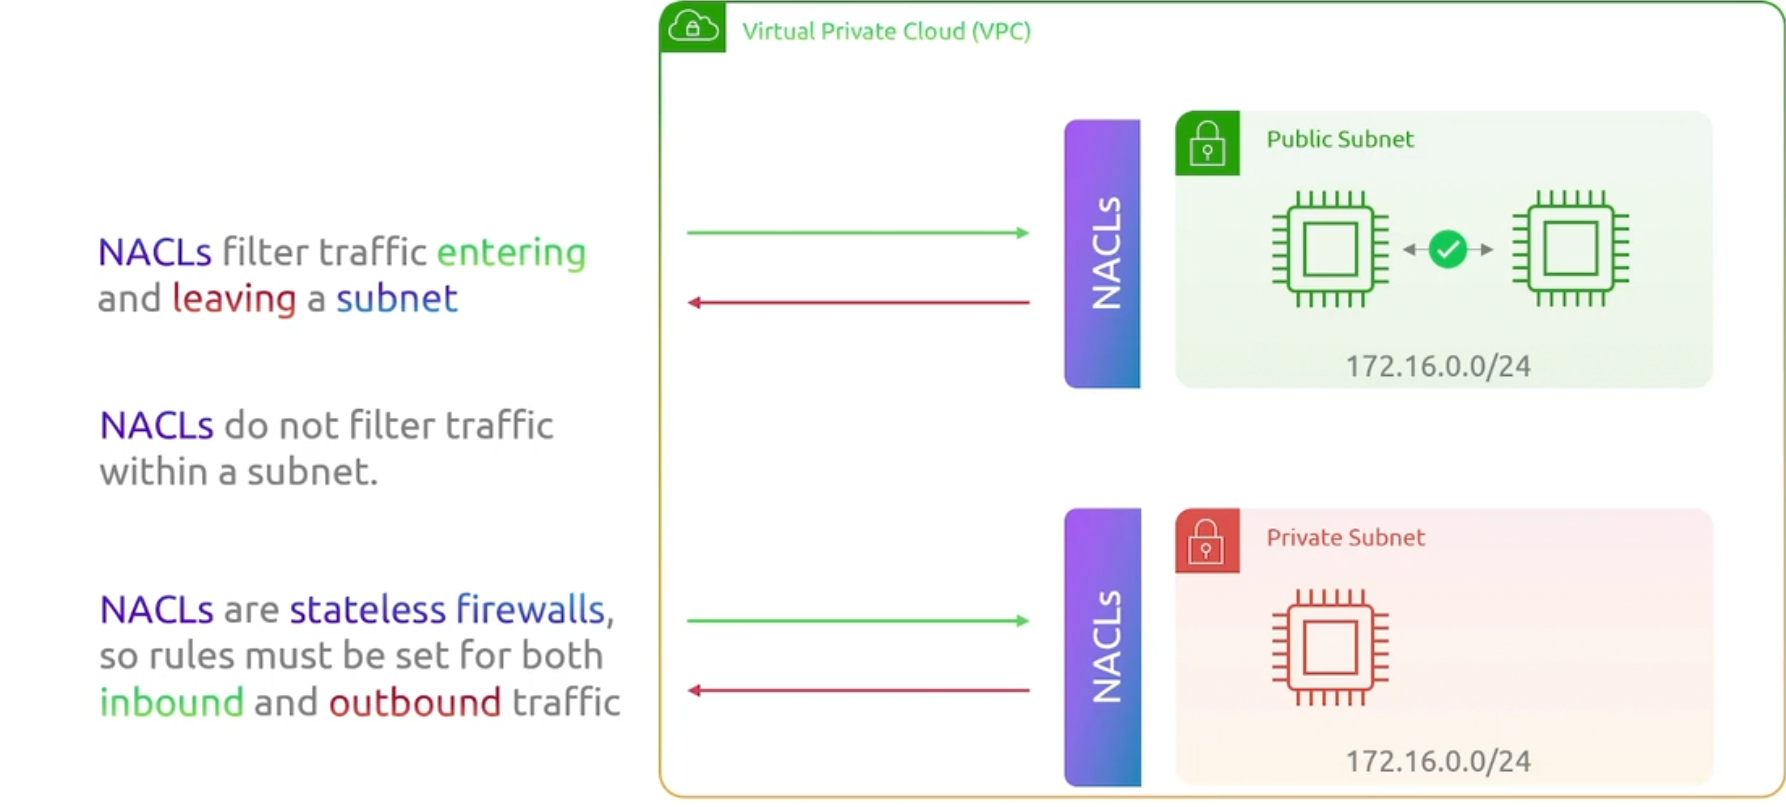 Virtual Private Cloud (VPC)
NACLs filter traffic entering
and leaving a subnet
NACLs do not filter traffic
within a subnet.
NACLs are stateless firewalls,
so rules must be set for both
inbound and outbound traffic
NACLs
Public Subnet
172.16.0.0/24
NACLs
Private Subnet
172.16.0.0/24